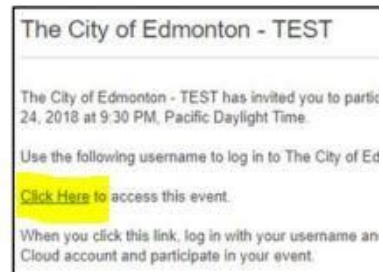 The City of Edmonton - TEST
The City of Edmonton - TEST has invited you to partic
24, 2018 at 9:30 PM, Pacific Daylight Time.
Use the following username to log in to The City of Ed
Click Here to access this event.
When you click this link, log in with your username an
Cloud account and participate in your event.